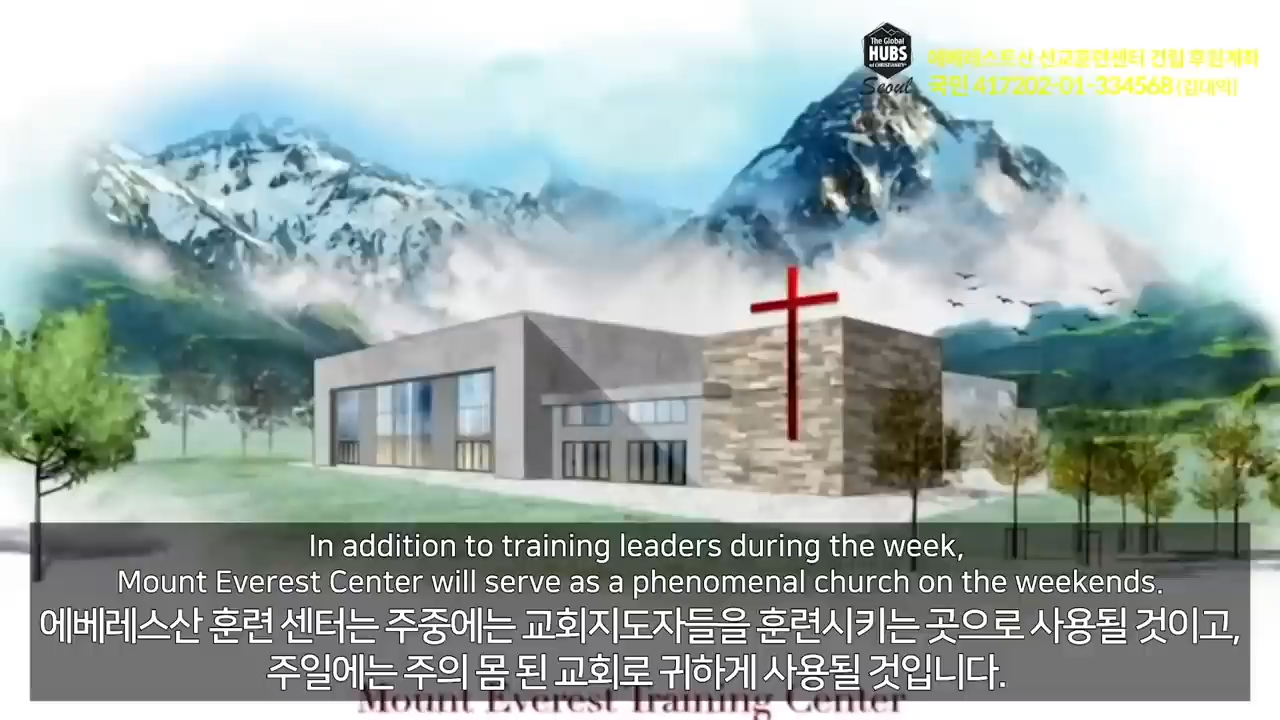 The Global
HUBS
of CHRISTIANITY
Seoul
에베레스트산 선교훈련센터 건립 후원계좌
국민 417202-01-334568 (김대억)
In addition to training leaders during the week,
Mount Everest Center will serve as a phenomenal church on the weekends.
에베레스산 훈련 센터는 주중에는 교회지도자들을 훈련시키는 곳으로 사용될 것이고,
주일에는 주의 몸 된 교회로 귀하게 사용될 것입니다.
Mount Everest Training Center